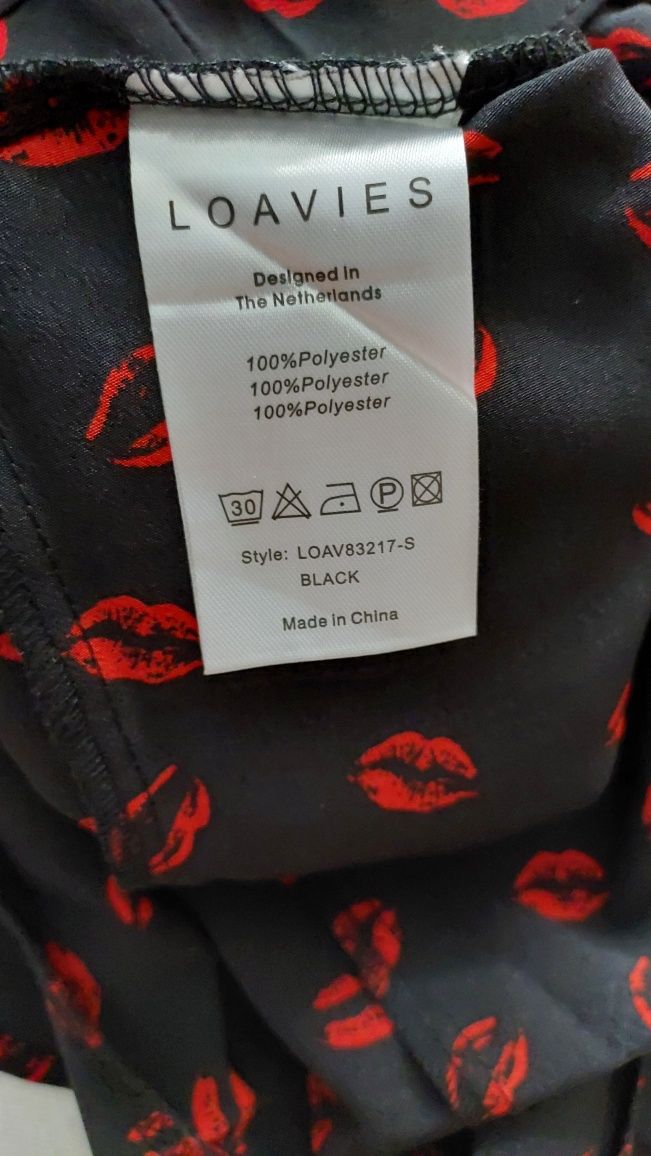 LOAVIES
Designed in
The Netherlands
100%Polyester
100%Polyester
100%Polyester
30 P
Style: LOAV83217-S
BLACK
Made in China